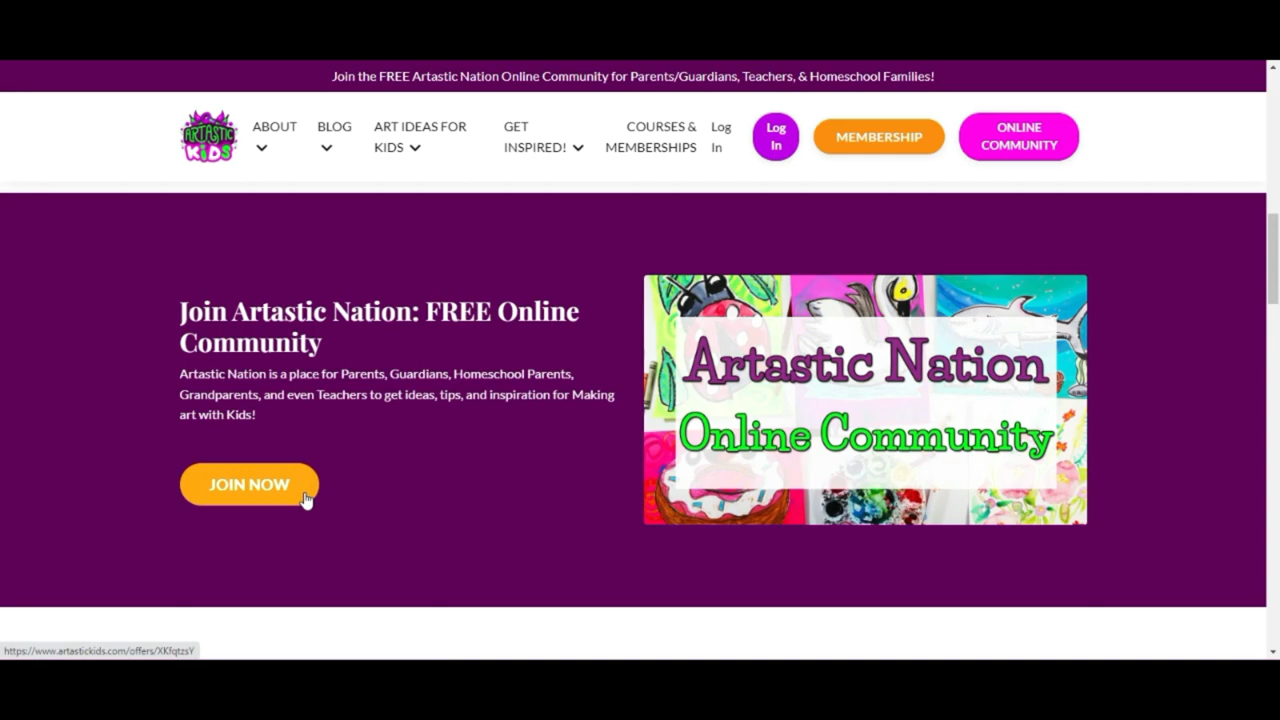 Join the FREE Artastic Nation Online Community for Parents/Guardians, Teachers, & Homeschool Families!
ARTASTIC
KiDS
ABOUT
BLOG
ART IDEAS FOR
KIDS
GET
INSPIRED!
COURSES &
MEMBERSHIPS
Log
In
Log
In
MEMBERSHIP
ONLINE
COMMUNITY
Join Artastic Nation: FREE Online
Community
Artastic Nation is a place for Parents, Guardians, Homeschool Parents,
Grandparents, and even Teachers to get ideas, tips, and inspiration for Making
art with Kids!
JOIN NOW
Artastic Nation
Online Community
https://www.artastickids.com/offers/XKfqtzsY